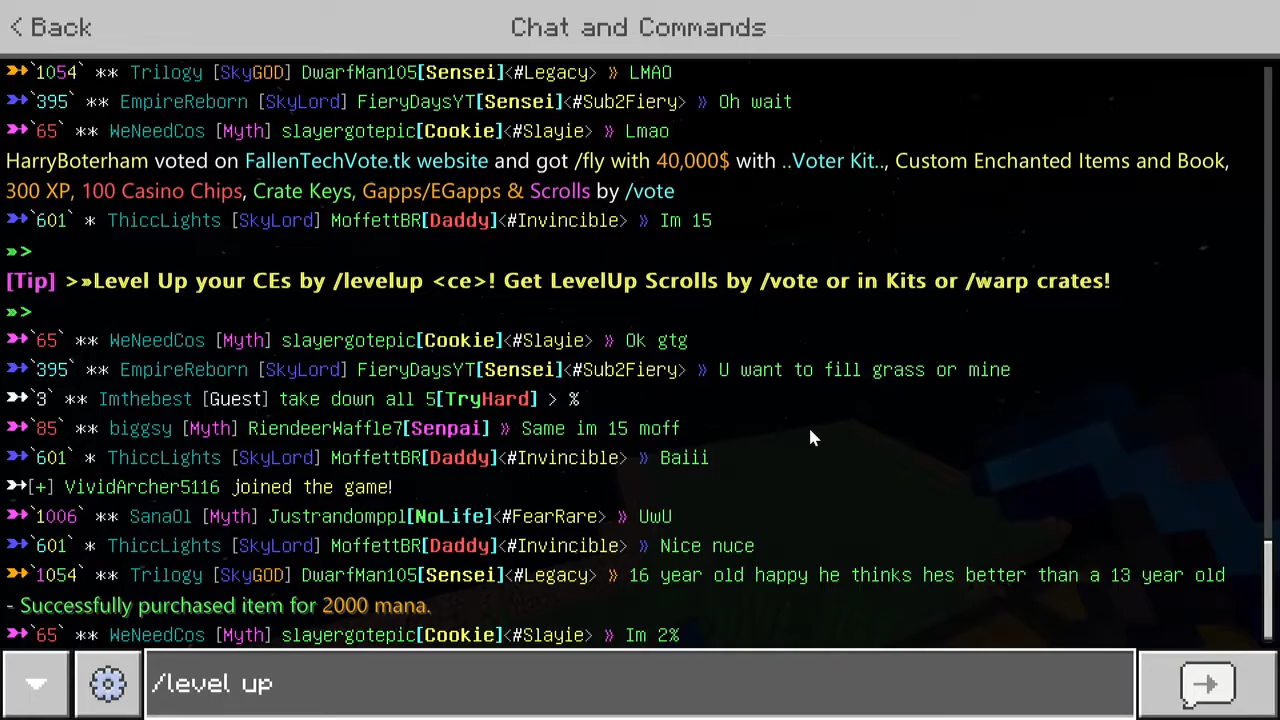 Back
Chat and Commands
`1054` ** Trilogy [SkyGOD] DwarfMan105[Sensei]<#Legacy> » LMAO
`395` ** EmpireReborn [SkyLord] FieryDaysYT[Sensei]<#Sub2Fiery> » Oh wait
`65` ** WeNeedCos [Myth] slayergotepic[Cookie]<#Slayie> » Lmao
HarryBoterham voted on FallenTechVote.tk website and got /fly with 40,000$ with ..Voter Kit.., Custom Enchanted Items and Book,
300 XP, 100 Casino Chips, Crate Keys, Gapps/EGapps & Scrolls by /vote
`601` * ThiccLights [SkyLord] MoffettBR[Daddy]<#Invincible> » Im 15
»>
[Tip] >»Level Up your CEs by /levelup <ce>! Get LevelUp Scrolls by /vote or in Kits or /warp crates!
»>
`65` ** WeNeedCos [Myth] slayergotepic[Cookie]<#Slayie> » Ok gtg
`395` ** EmpireReborn [SkyLord] FieryDaysYT[Sensei]<#Sub2Fiery> » U want to fill grass or mine
`3` ** Imthebest [Guest] take down all 5[TryHard] > %
`85` ** biggsy [Myth] RiendeerWaffle7[Senpai] » Same im 15 moff
`601` * ThiccLights [SkyLord] MoffettBR[Daddy]<#Invincible> » Baiii
[+] VividArcher5116 joined the game!
`1006` ** SanaOl [Myth] Justrandomppl[NoLife]<#FearRare> » UwU
`601` * ThiccLights [SkyLord] MoffettBR[Daddy]<#Invincible> » Nice nuce
`1054` ** Trilogy [SkyGOD] DwarfMan105[Sensei]<#Legacy> » 16 year old happy he thinks hes better than a 13 year old
- Successfully purchased item for 2000 mana.
`65` ** WeNeedCos [Myth] slayergotepic[Cookie]<#Slayie> » Im 2%
/level up